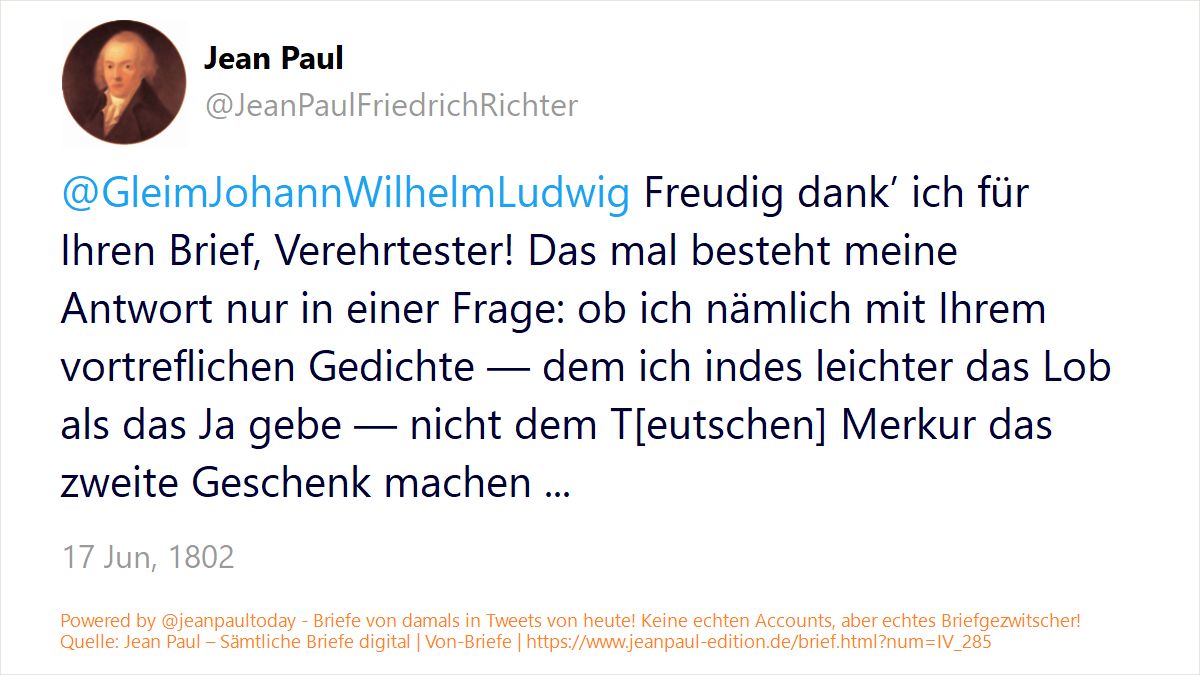 Jean Paul
@JeanPaulFriedrichRichter
@GleimJohannWilhelmLudwig Freudig dank’ ich für
Ihren Brief, Verehrtester! Das mal besteht meine
Antwort nur in einer Frage: ob ich nämlich mit Ihrem
vortreflichen Gedichte — dem ich indes leichter das Lob
als das Ja gebe — nicht dem T[eutschen] Merkur das
zweite Geschenk machen ...
17 Jun, 1802
Powered by @jeanpaultoday - Briefe von damals in Tweets von heute! Keine echten Accounts, aber echtes Briefgezwitscher!
Quelle: Jean Paul – Sämtliche Briefe digital | Von-Briefe | https://www.jeanpaul-edition.de/brief.html?num=IV_285